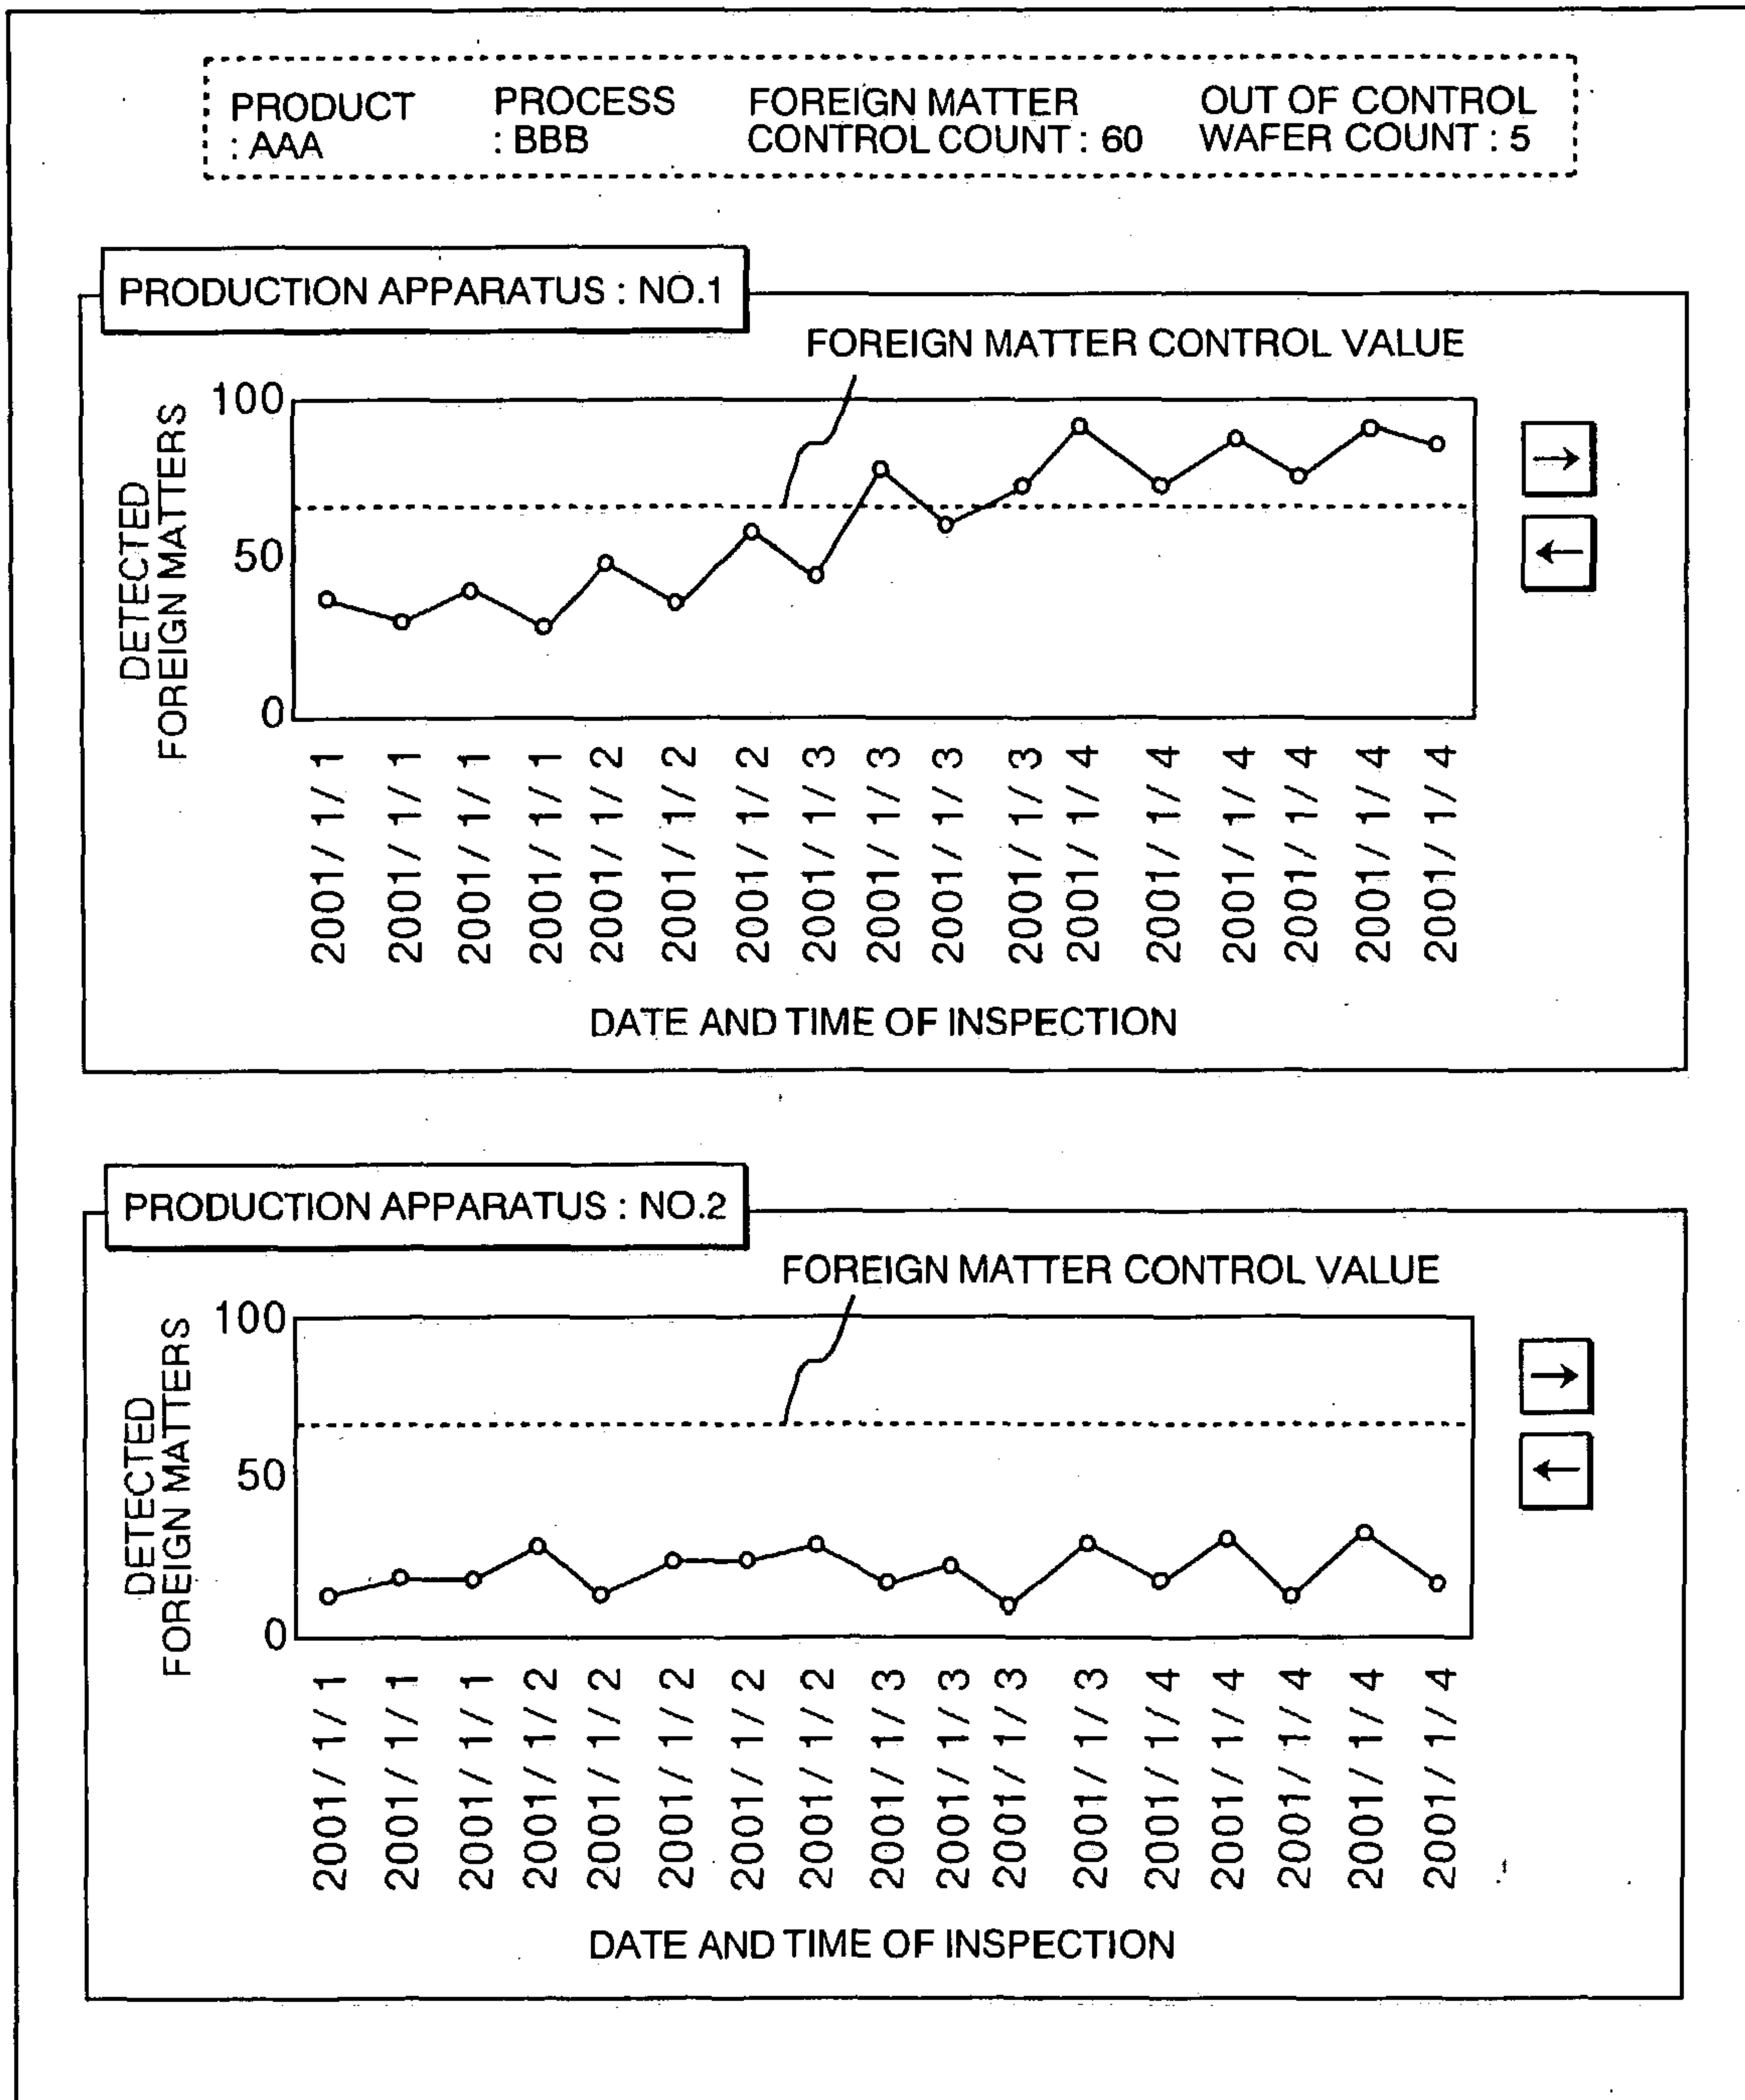 PRODUCT
: AAA
PROCESS
: BBB
FOREIGN MATTER
CONTROL COUNT : 60
OUT OF CONTROL
WAFER COUNT : 5
PRODUCTION APPARATUS : NO.1
FOREIGN MATTER CONTROL VALUE
DETECTED
FOREIGN MATTERS
100
50
0
2001/ 1/ 1
2001/ 1/ 1
2001/ 1/ 1
2001/ 1/ 1
2001/ 1/ 2
2001/ 1/ 2
2001/ 1/ 2
2001/ 1/ 3
2001/ 1/ 3
2001/ 1/ 3
2001/ 1/ 3
2001/ 1/ 4
2001/ 1/ 4
2001/ 1/ 4
2001/ 1/ 4
2001/ 1/ 4
2001/ 1/ 4
DATE AND TIME OF INSPECTION
→
←
PRODUCTION APPARATUS : NO.2
FOREIGN MATTER CONTROL VALUE
DETECTED
FOREIGN MATTERS
100
50
0
2001/ 1/ 1
2001/ 1/ 1
2001/ 1/ 1
2001/ 1/ 2
2001/ 1/ 2
2001/ 1/ 2
2001/ 1/ 2
2001/ 1/ 2
2001/ 1/ 3
2001/ 1/ 3
2001/ 1/ 3
2001/ 1/ 3
2001/ 1/ 4
2001/ 1/ 4
2001/ 1/ 4
2001/ 1/ 4
2001/ 1/ 4
DATE AND TIME OF INSPECTION
→
←